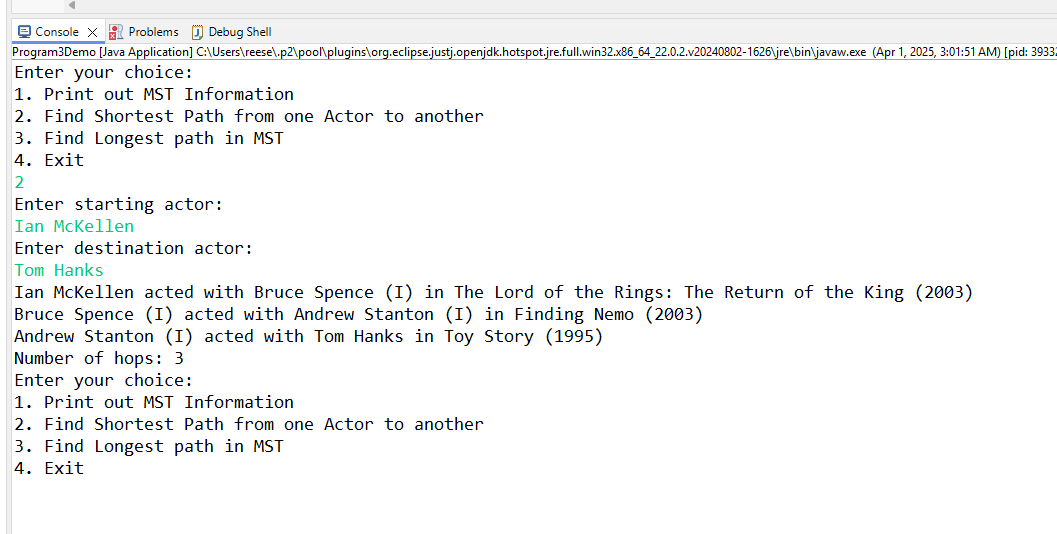 Console Problems Debug Shell
Program3Demo [Java Application] C:\Users\reese\.p2\pool\plugins\org.eclipse.justj.openjdk.hotspot.jre.full.win32.x86_64_22.0.2.v20240802-1626\jre\bin\javaw.exe (Apr 1, 2025, 3:01:51 AM) [pid: 3933
Enter your choice:
1. Print out MST Information
2. Find Shortest Path from one Actor to another
3. Find Longest path in MST
4. Exit
2
Enter starting actor:
Ian McKellen
Enter destination actor:
Tom Hanks
Ian McKellen acted with Bruce Spence (I) in The Lord of the Rings: The Return of the King (2003)
Bruce Spence (I) acted with Andrew Stanton (I) in Finding Nemo (2003)
Andrew Stanton (I) acted with Tom Hanks in Toy Story (1995)
Number of hops: 3
Enter your choice:
1. Print out MST Information
2. Find Shortest Path from one Actor to another
3. Find Longest path in MST
4. Exit